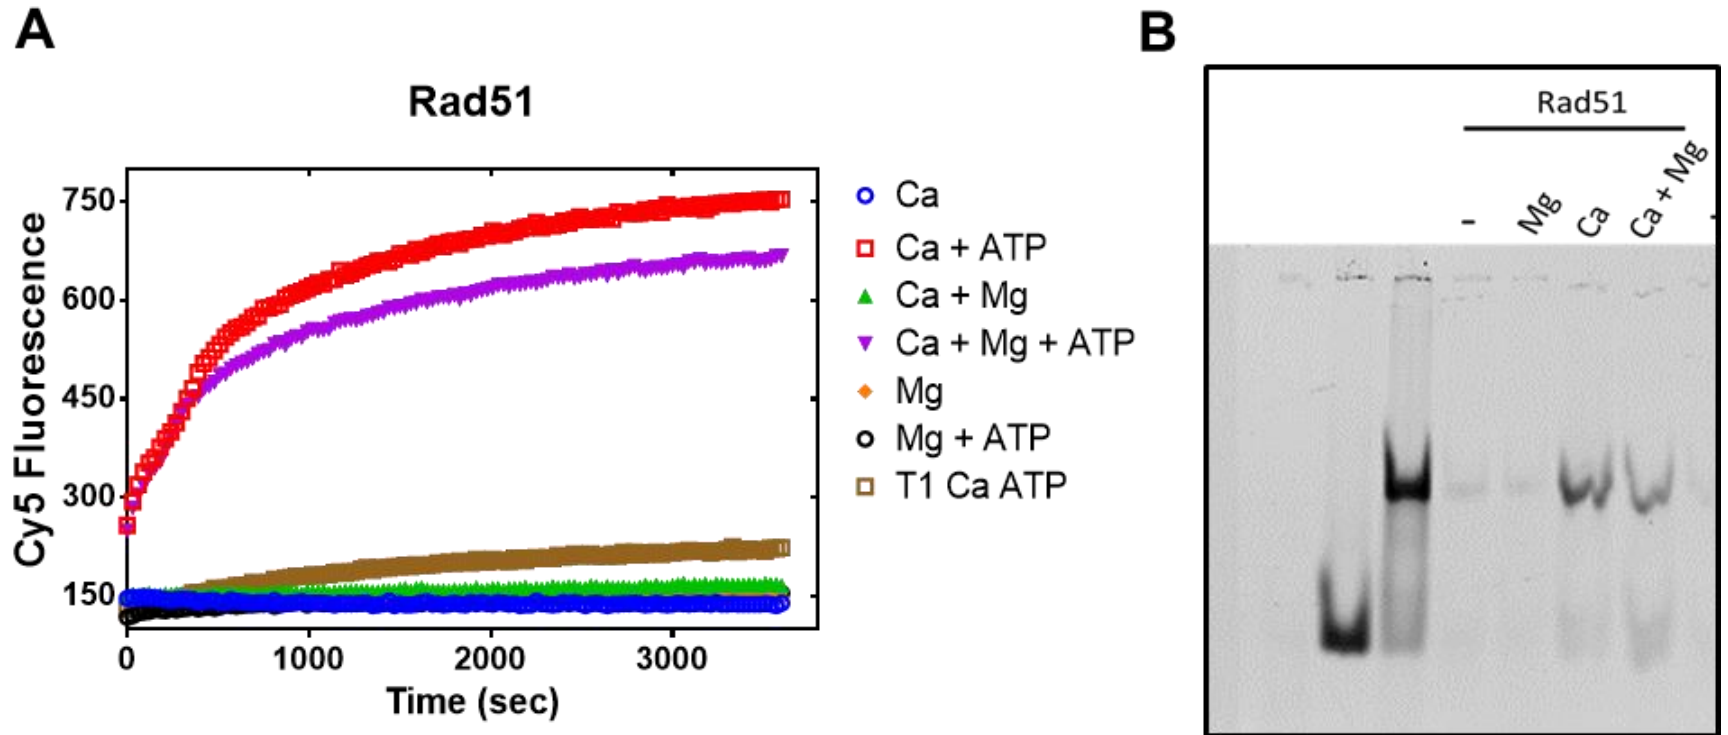 A
Rad51
Cy5 Fluorescence
750
600
450
300
150
0 1000 2000 3000
Time (sec)
Ca
Ca + ATP
Ca + Mg
Ca + Mg + ATP
Mg
Mg + ATP
T1 Ca ATP
B
Rad51
- Mg Ca Ca + Mg -